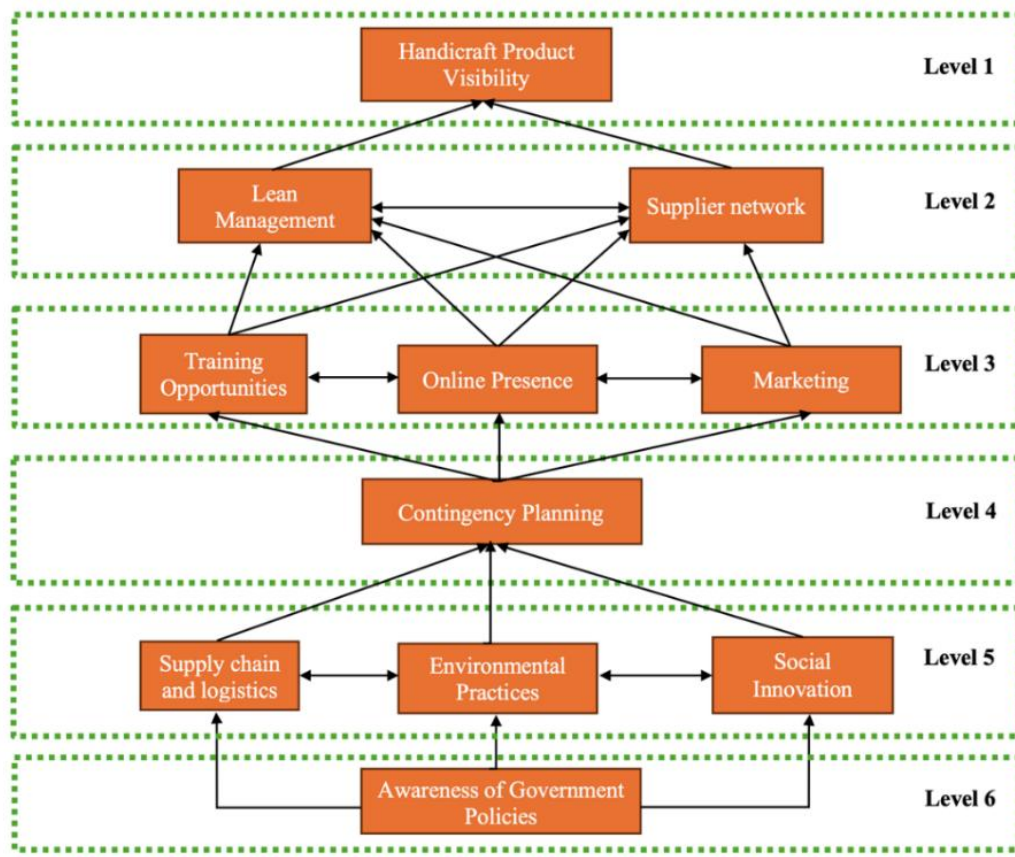 Handicraft Product
Visibility
Level 1
Lean
Management
Supplier network
Level 2
Training
Opportunities
Online Presence
Marketing
Level 3
Contingency Planning
Level 4
Supply chain
and logistics
Environmental
Practices
Social
Innovation
Level 5
Awareness of Government
Policies
Level 6